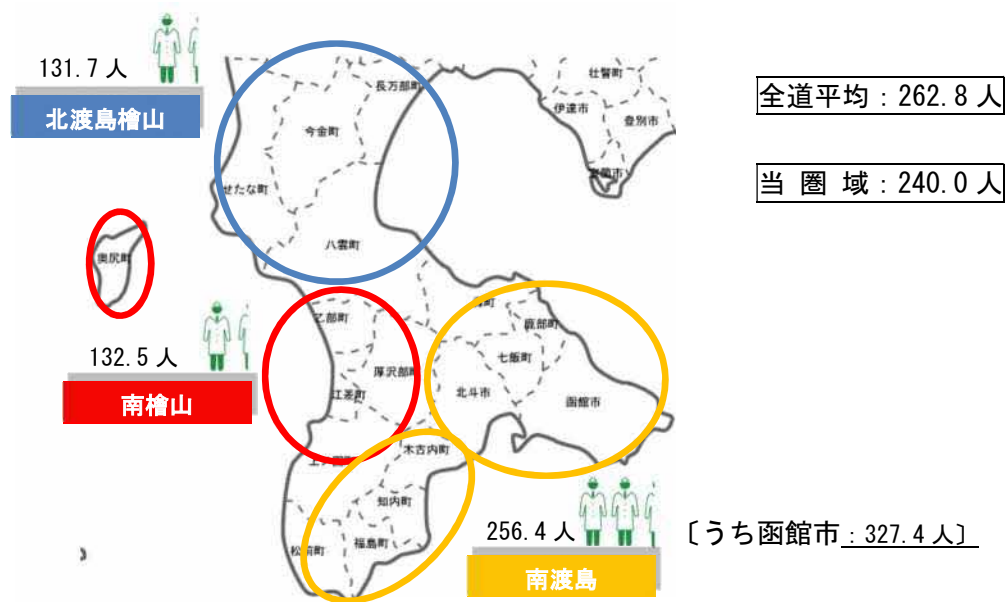 131.7人
北渡島檜山
全道平均：262.8人
当圏域：240.0人
長万部町
今金町
せたな町
八雲町
壮瞥町
伊達市
登別市
室蘭市
奥尻町
132.5人
南檜山
乙部町
厚沢部町
江差町
鹿部町
七飯町
北斗市
函館市
木古内町
知内町
福島町
松前町
256.4人
南渡島
〔うち函館市：327.4人〕